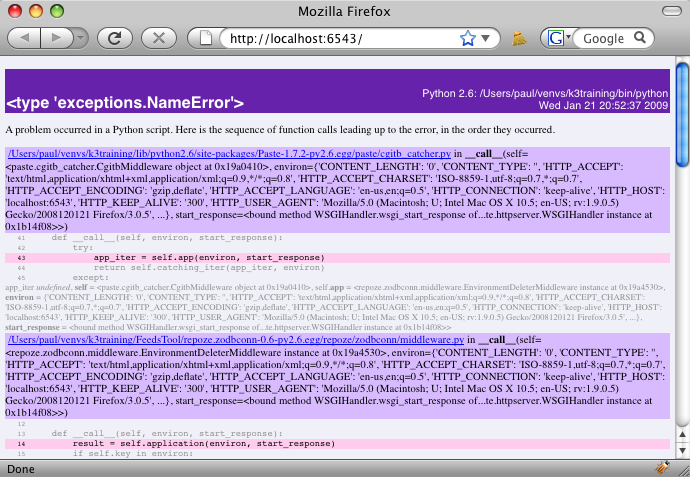 Mozilla Firefox
http://localhost:6543/
G
Google
<type 'exceptions.NameError'>
Python 2.6: /Users/paul/venvs/k3training/bin/python
Wed Jan 21 20:52:37 2009
A problem occurred in a Python script. Here is the sequence of function calls leading up to the error, in the order they occurred.
/Users/paul/venvs/k3training/lib/python2.6/site-packages/Paste-1.7.2-py2.6.egg/paste/cgitb_catcher.py in __call__(self=
<paste.cgitb_catcher.CgitbMiddleware object at 0x19a0410>, environ={'CONTENT_LENGTH': '0', 'CONTENT_TYPE': '', 'HTTP_ACCEPT':
'text/html,application/xhtml+xml,application/xml;q=0.9,*/*;q=0.8', 'HTTP_ACCEPT_CHARSET': 'ISO-8859-1,utf-8;q=0.7,*;q=0.7',
'HTTP_ACCEPT_ENCODING': 'gzip,deflate', 'HTTP_ACCEPT_LANGUAGE': 'en-us,en;q=0.5', 'HTTP_CONNECTION': 'keep-alive', 'HTTP_HOST':
'localhost:6543', 'HTTP_KEEP_ALIVE': '300', 'HTTP_USER_AGENT': 'Mozilla/5.0 (Macintosh; U; Intel Mac OS X 10.5; en-US; rv:1.9.0.5)
Gecko/2008120121 Firefox/3.0.5', ...}, start_response=<bound method WSGIHandler.wsgi_start_response of...te.httpserver.WSGIHandler instance at
0x1b14f08>>)
41 def __call__(self, environ, start_response):
42 try:
43 app_iter = self.app(environ, start_response)
44 return self.catching_iter(app_iter, environ)
45 except:
app_iter undefined, self = <paste.cgitb_catcher.CgitbMiddleware object at 0x19a0410>, self.app = <repoze.zodbconn.middleware.EnvironmentDeleterMiddleware instance at 0x19a4530>,
environ = {'CONTENT_LENGTH': '0', 'CONTENT_TYPE': '', 'HTTP_ACCEPT': 'text/html,application/xhtml+xml,application/xml;q=0.9,*/*;q=0.8', 'HTTP_ACCEPT_CHARSET':
'ISO-8859-1,utf-8;q=0.7,*;q=0.7', 'HTTP_ACCEPT_ENCODING': 'gzip,deflate', 'HTTP_ACCEPT_LANGUAGE': 'en-us,en;q=0.5', 'HTTP_CONNECTION': 'keep-alive', 'HTTP_HOST':
'localhost:6543', 'HTTP_KEEP_ALIVE': '300', 'HTTP_USER_AGENT': 'Mozilla/5.0 (Macintosh; U; Intel Mac OS X 10.5; en-US; rv:1.9.0.5) Gecko/2008120121 Firefox/3.0.5', ...},
start_response = <bound method WSGIHandler.wsgi_start_response of...te.httpserver.WSGIHandler instance at 0x1b14f08>>
/Users/paul/venvs/k3training/FeedsTool/repoze.zodbconn-0.6-py2.6.egg/repoze/zodbconn/middleware.py in __call__(self=
<repoze.zodbconn.middleware.EnvironmentDeleterMiddleware instance at 0x19a4530>, environ={'CONTENT_LENGTH': '0', 'CONTENT_TYPE': '',
'HTTP_ACCEPT': 'text/html,application/xhtml+xml,application/xml;q=0.9,*/*;q=0.8', 'HTTP_ACCEPT_CHARSET': 'ISO-8859-1,utf-8;q=0.7,*;q=0.7',
'HTTP_ACCEPT_ENCODING': 'gzip,deflate', 'HTTP_ACCEPT_LANGUAGE': 'en-us,en;q=0.5', 'HTTP_CONNECTION': 'keep-alive', 'HTTP_HOST':
'localhost:6543', 'HTTP_KEEP_ALIVE': '300', 'HTTP_USER_AGENT': 'Mozilla/5.0 (Macintosh; U; Intel Mac OS X 10.5; en-US; rv:1.9.0.5)
Gecko/2008120121 Firefox/3.0.5', ...}, start_response=<bound method WSGIHandler.wsgi_start_response of...te.httpserver.WSGIHandler instance at
0x1b14f08>>)
12
13 def __call__(self, environ, start_response):
14 result = self.application(environ, start_response)
15 if self.key in environ:
Done